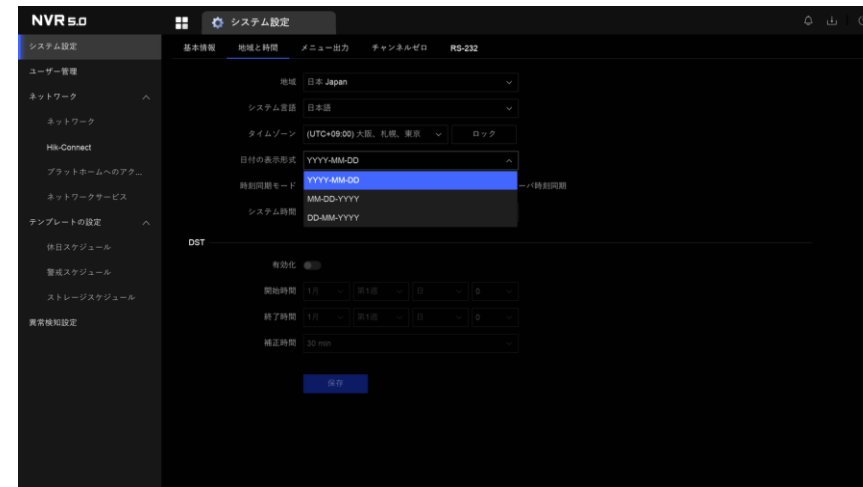 NVR 5.0
システム設定
システム設定
ユーザー管理
ネットワーク
ネットワーク
Hik-Connect
プラットホームへのアク...
ネットワークサービス
テンプレートの設定
休日スケジュール
警戒スケジュール
ストレージスケジュール
異常検知設定
基本情報 地域と時間 メニュー出力 チャンネルゼロ RS-232
地域 日本 Japan
システム言語 日本語
タイムゾーン (UTC+09:00) 大阪、札幌、東京 ロック
日付の表示形式 YYYY-MM-DD
YYYY-MM-DD
時刻同期モード ーバ時刻同期
MM-DD-YYYY
システム時間
DD-MM-YYYY
DST
有効化
開始時間 1月 第1週 日 0
終了時間 1月 第1週 日 0
補正時間 30 min
保存